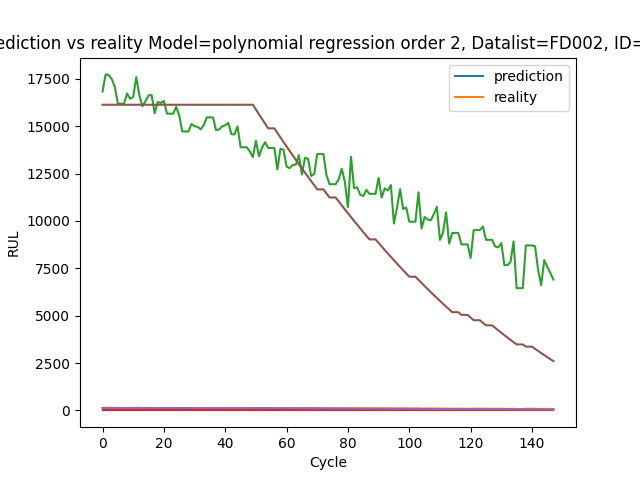 ediction vs reality Model=polynomial regression order 2, Datalist=FD002, ID=
prediction
reality
17500
15000
12500
10000
7500
5000
2500
0
RUL
0 20 40 60 80 100 120 140
Cycle